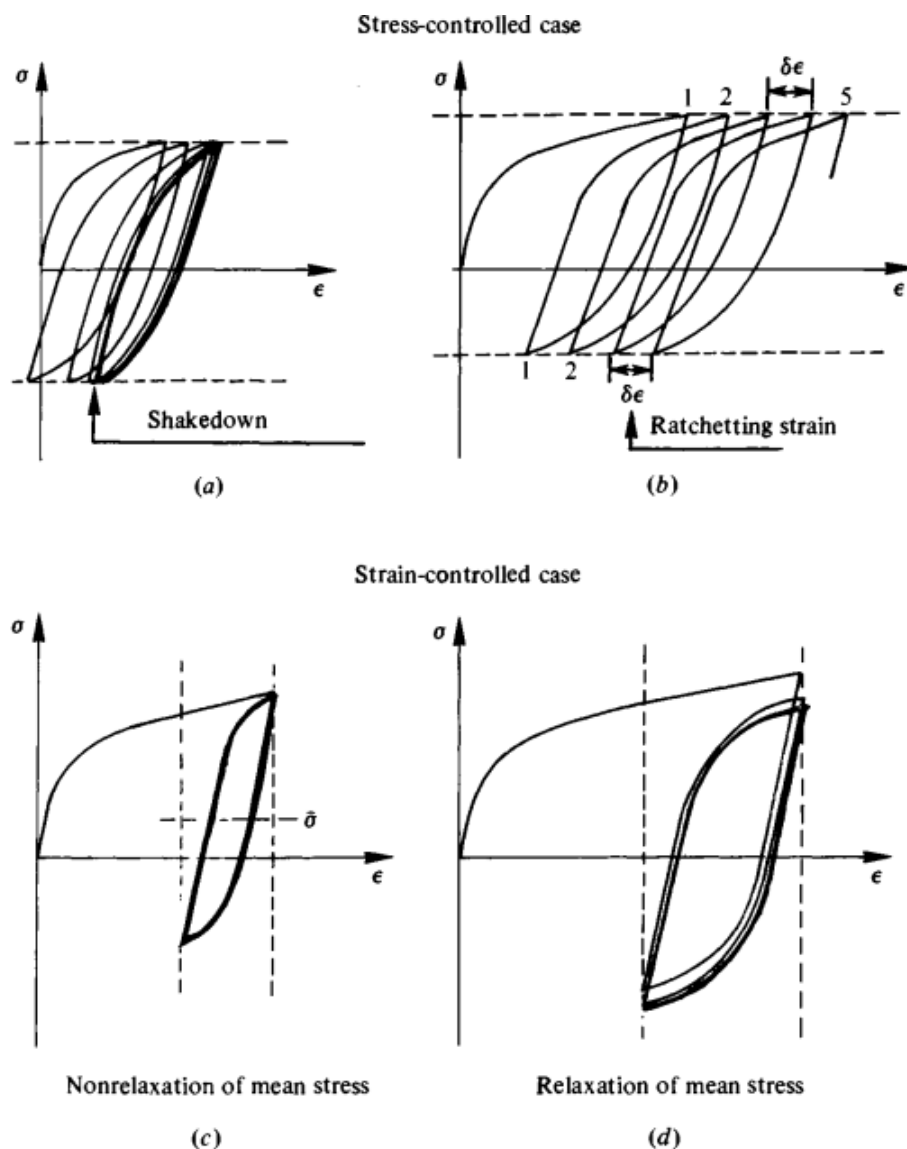 Stress-controlled case
σ
ϵ
Shakedown
(a)
σ
1 2 δϵ 5
ϵ
1 2 δϵ
Ratchetting strain
(b)
Strain-controlled case
σ
σ̂
ϵ
Nonrelaxation of mean stress
(c)
σ
ϵ
Relaxation of mean stress
(d)